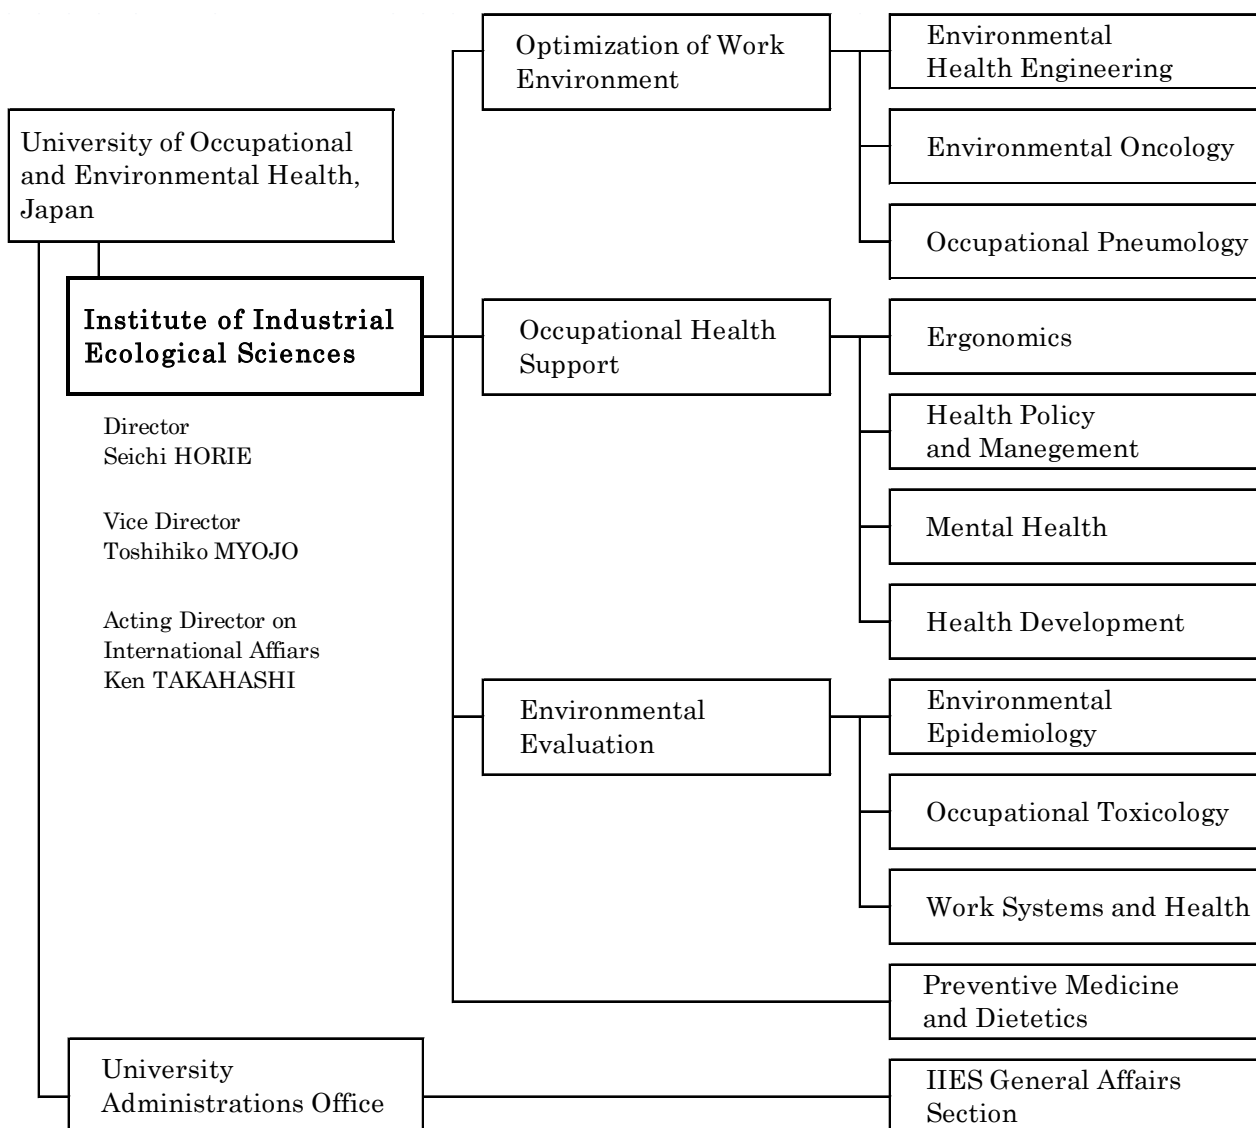 University of Occupational
and Environmental Health,
Japan
Institute of Industrial
Ecological Sciences
Director
Seichi HORIE
Vice Director
Toshihiko MYOJO
Acting Director on
International Affiars
Ken TAKAHASHI
University
Administrations Office
Optimization of Work
Environment
Occupational Health
Support
Environmental
Evaluation
Environmental
Health Engineering
Environmental Oncology
Occupational Pneumology
Ergonomics
Health Policy
and Manegement
Mental Health
Health Development
Environmental
Epidemiology
Occupational Toxicology
Work Systems and Health
Preventive Medicine
and Dietetics
IIES General Affairs
Section